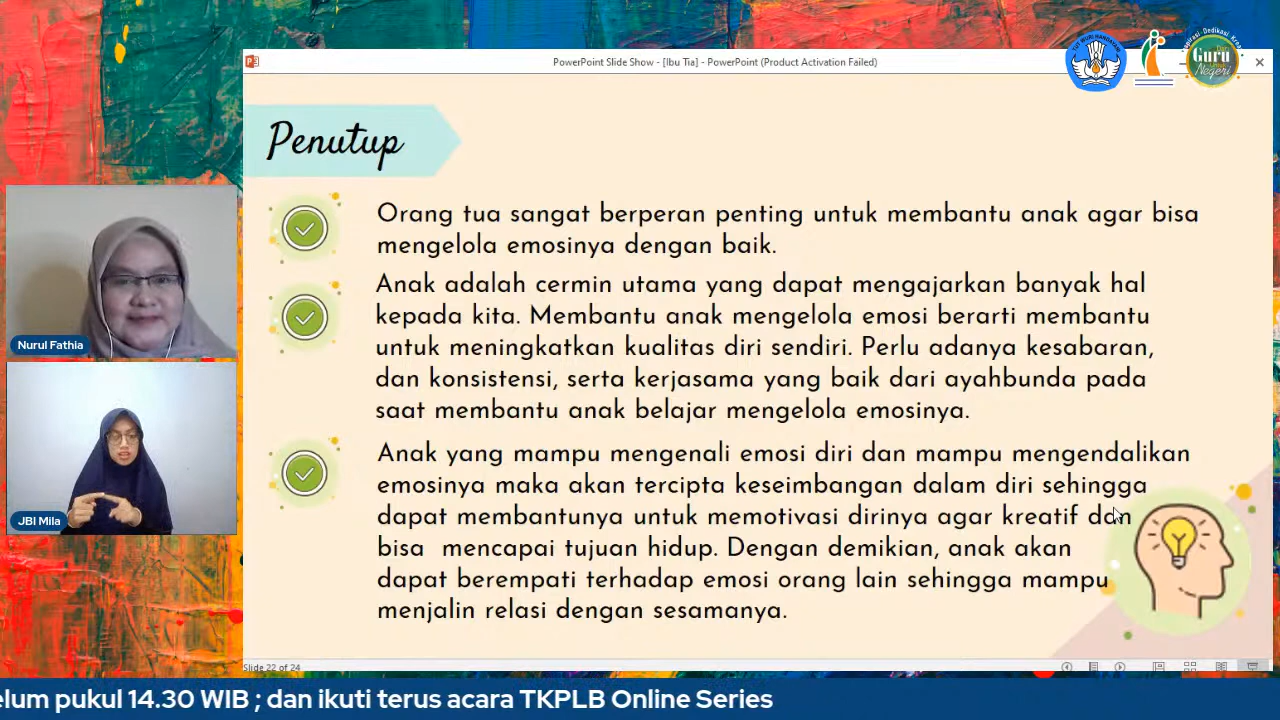 PowerPoint Slide Show - [Ibu Tia] - PowerPoint (Product Activation Failed)
TUT WURI HANDAYANI
Guru
Negeri
Penutup
Orang tua sangat berperan penting untuk membantu anak agar bisa
mengelola emosinya dengan baik.
Anak adalah cermin utama yang dapat mengajarkan banyak hal
kepada kita. Membantu anak mengelola emosi berarti membantu
untuk meningkatkan kualitas diri sendiri. Perlu adanya kesabaran,
dan konsistensi, serta kerjasama yang baik dari ayahbunda pada
saat membantu anak belajar mengelola emosinya.
Anak yang mampu mengenali emosi diri dan mampu mengendalikan
emosinya maka akan tercipta keseimbangan dalam diri sehingga
dapat membantunya untuk memotivasi dirinya agar kreatif dan
bisa mencapai tujuan hidup. Dengan demikian, anak akan
dapat berempati terhadap emosi orang lain sehingga mampu
menjalin relasi dengan sesamanya.
Nurul Fathia
JBI Mila
Slide 22 of 24
elum pukul 14.30 WIB ; dan ikuti terus acara TKPLB Online Series